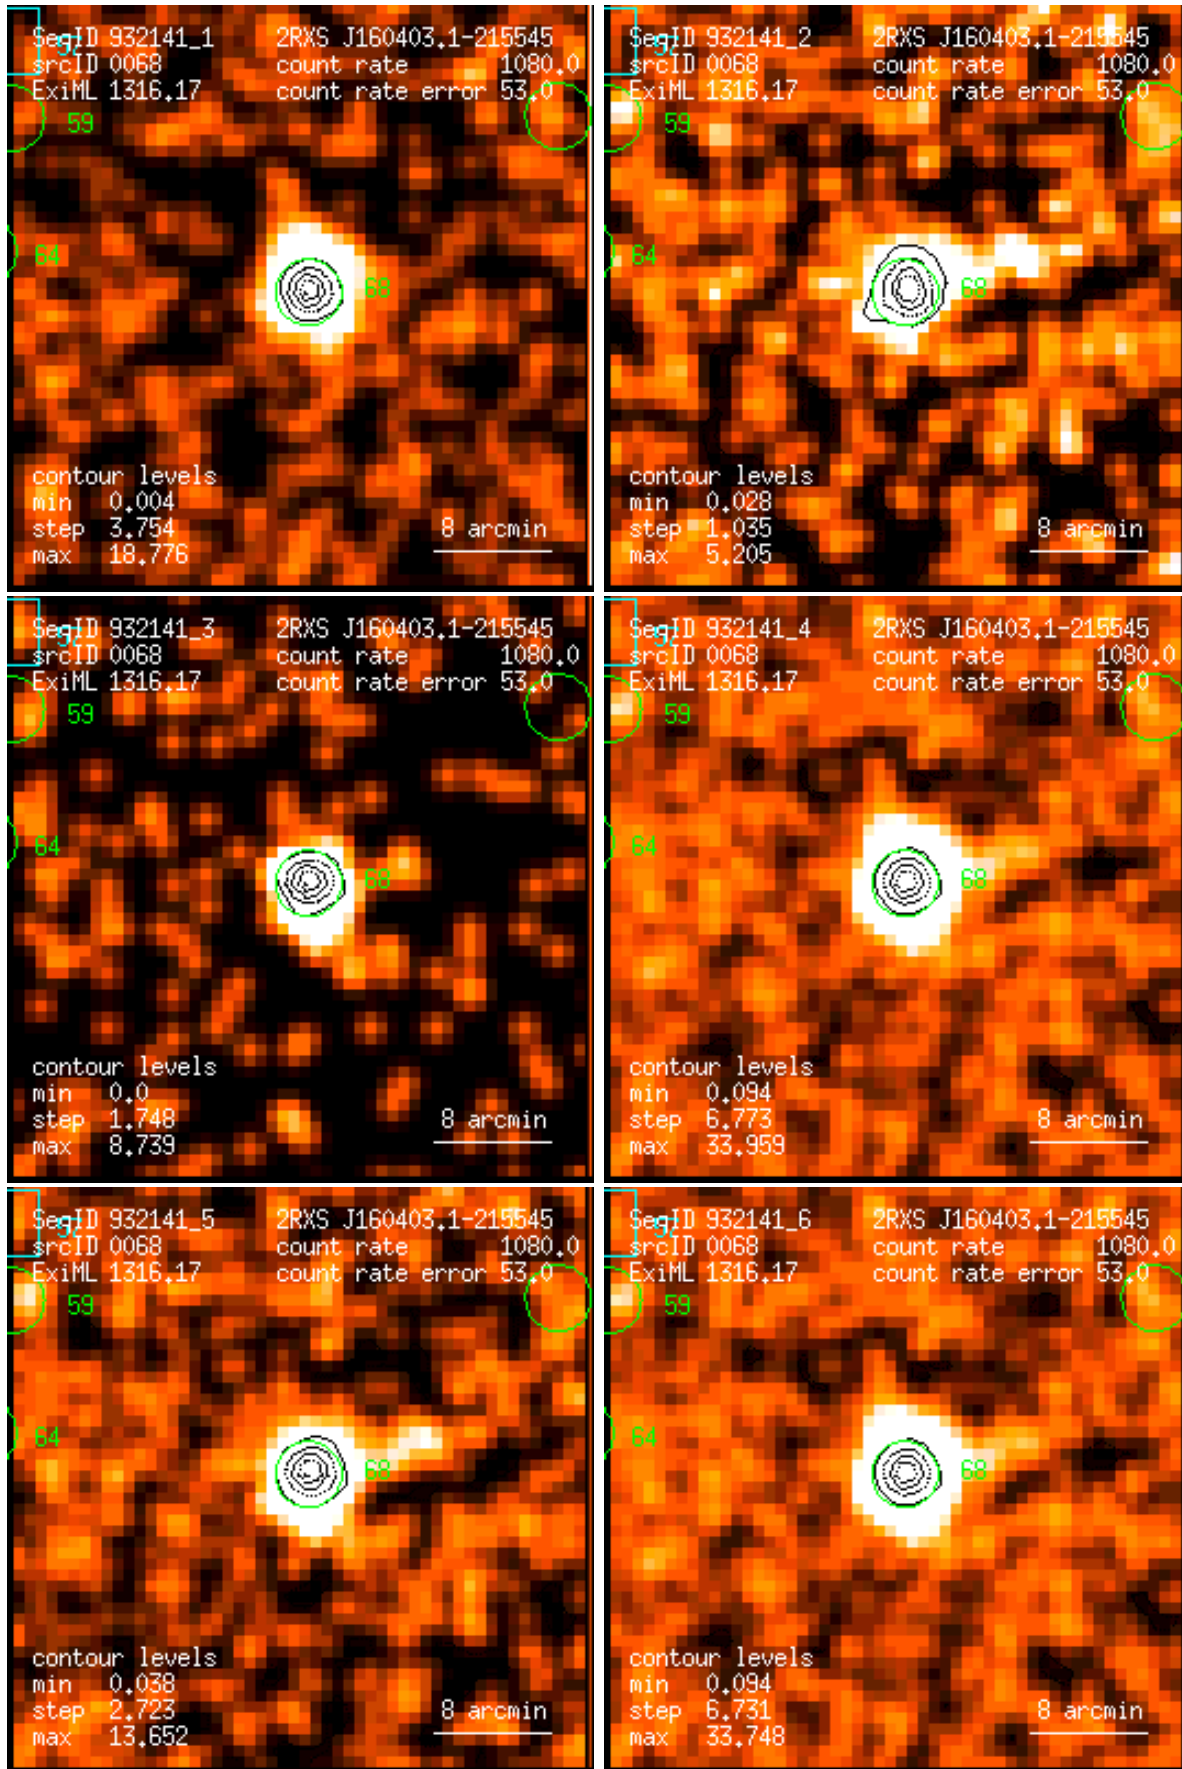 SegID 932141_1 2RXS J160403.1-215545
srcID 0068 count rate 1080.0
ExiML 1316.17 count rate error 53.0
59
64
68
contour levels
min 0.004
step 3.754 8 arcmin
max 18.776
SegID 932141_2 2RXS J160403.1-215545
srcID 0068 count rate 1080.0
ExiML 1316.17 count rate error 53.0
59
64
68
contour levels
min 0.028
step 1.035 8 arcmin
max 5.205
SegID 932141_3 2RXS J160403.1-215545
srcID 0068 count rate 1080.0
ExiML 1316.17 count rate error 53.0
59
64
68
contour levels
min 0.0
step 1.748 8 arcmin
max 8.739
SegID 932141_4 2RXS J160403.1-215545
srcID 0068 count rate 1080.0
ExiML 1316.17 count rate error 53.0
59
64
68
contour levels
min 0.094
step 6.773 8 arcmin
max 33.959
SegID 932141_5 2RXS J160403.1-215545
srcID 0068 count rate 1080.0
ExiML 1316.17 count rate error 53.0
59
64
68
contour levels
min 0.038
step 2.723 8 arcmin
max 13.652
SegID 932141_6 2RXS J160403.1-215545
srcID 0068 count rate 1080.0
ExiML 1316.17 count rate error 53.0
59
64
68
contour levels
min 0.094
step 6.731 8 arcmin
max 33.748